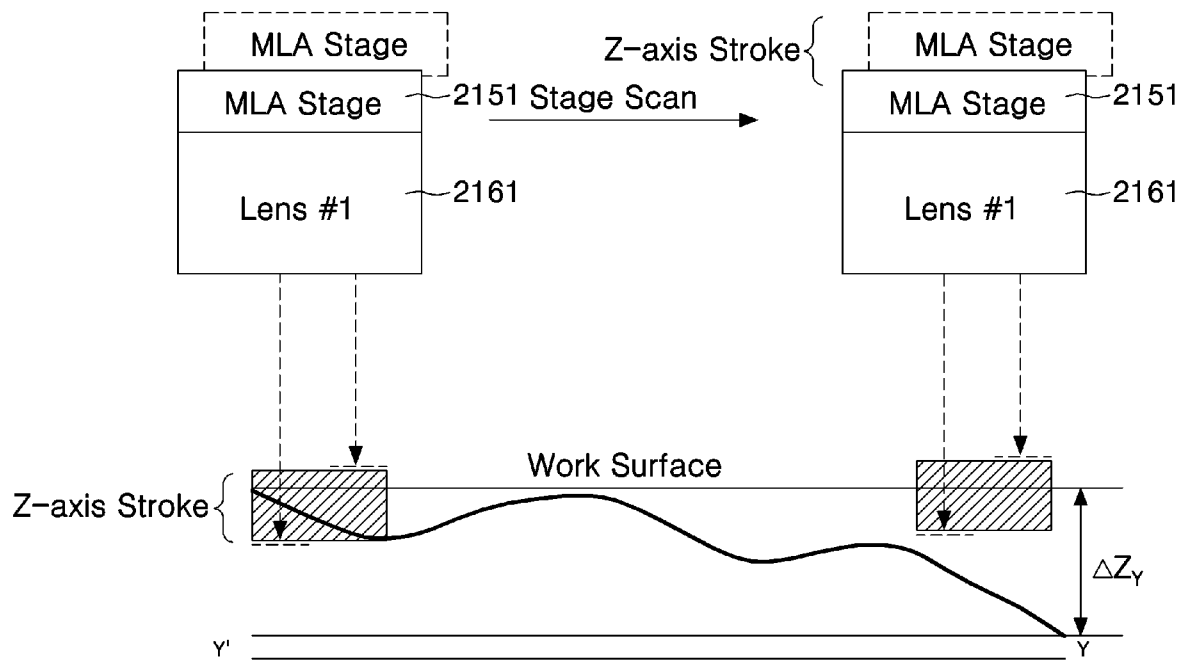 MLA Stage
MLA Stage
2151
Lens #1
2161
Stage Scan
Z-axis Stroke
MLA Stage
MLA Stage
2151
Lens #1
2161
Z-axis Stroke
Work Surface
△ZY
Y'
Y